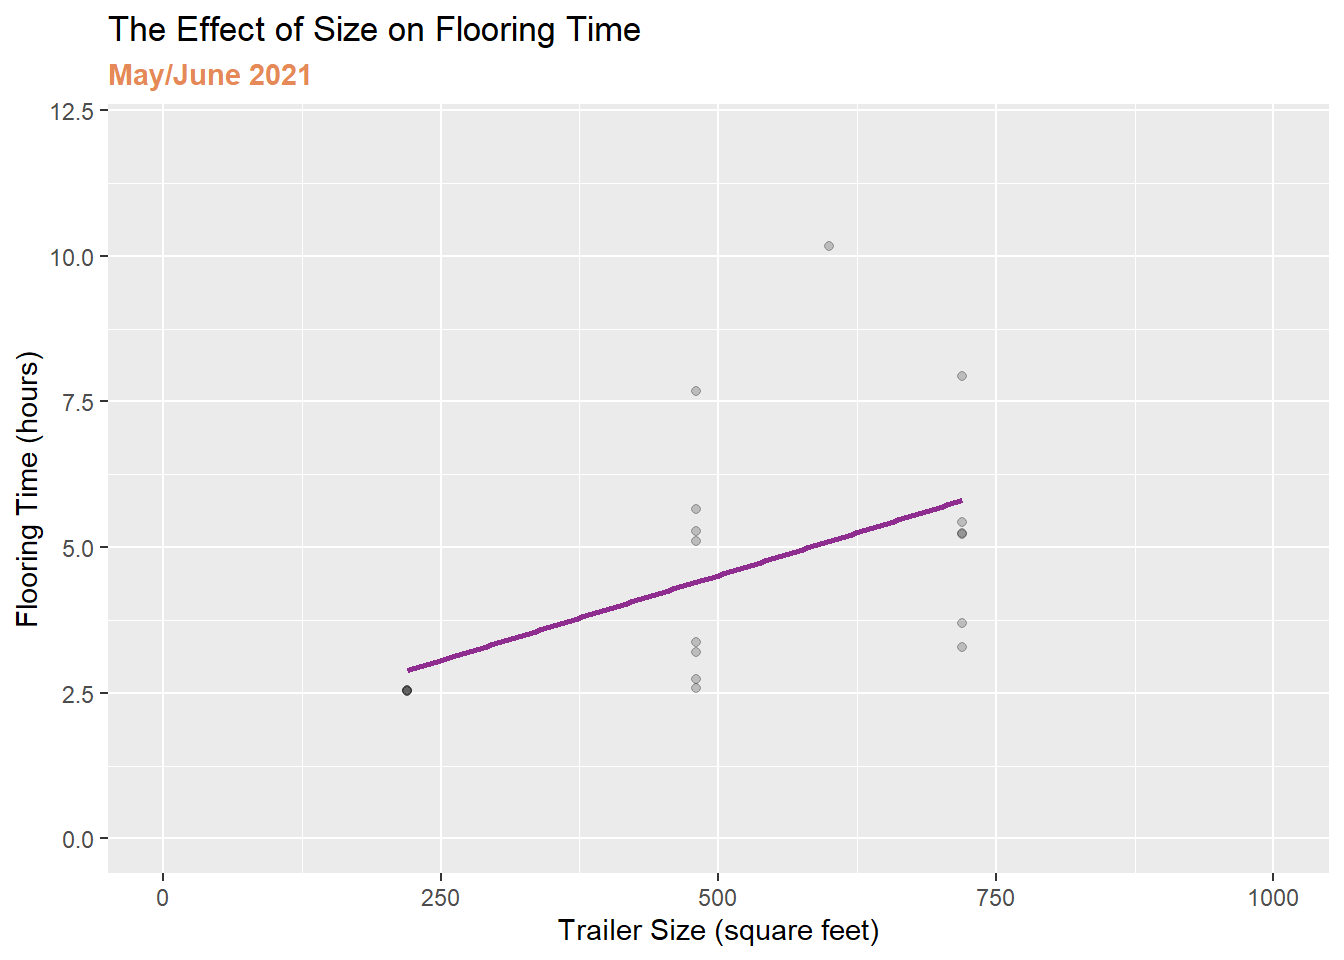 The Effect of Size on Flooring Time
May/June 2021
12.5
10.0
7.5
5.0
2.5
0.0
Flooring Time (hours)
0 250 500 750 1000
Trailer Size (square feet)